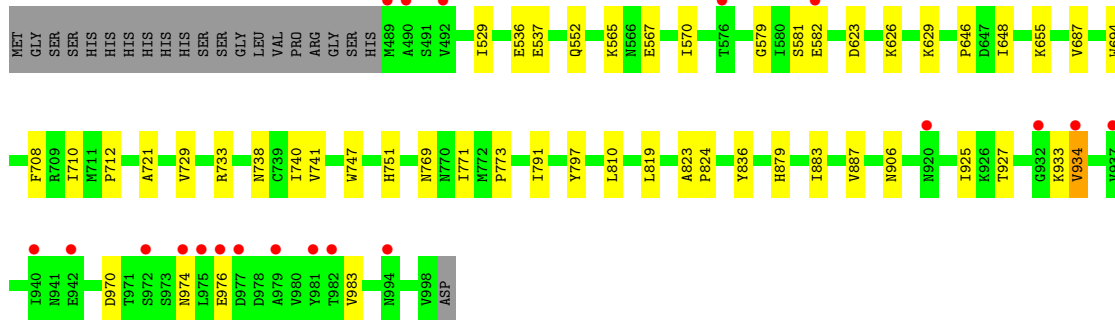 MET GLY SER SER HIS HIS HIS HIS HIS HIS SER SER GLY LEU VAL PRO ARG GLY SER HIS M489 A490 S491 V492 I529 E536 E537 Q552 K565 N566 E567 I570 T576 G579 I580 S581 E582 D623 K626 K629 P646 D647 I648 K655 V687
F708 R709 I710 M711 P712 A721 V729 R733 N738 C739 I740 V741 W747 H751 N769 N770 I771 M772 P773 I791 Y797 L810 L819 A823 P824 Y836 H879 I883 V887 N906 N920 I925 K926 T927 G932 K933 V934
I940 N941 E942 D970 T971 S972 S973 N974 L975 E976 D977 D978 A979 V980 Y981 T982 V983 N994 V998 ASP